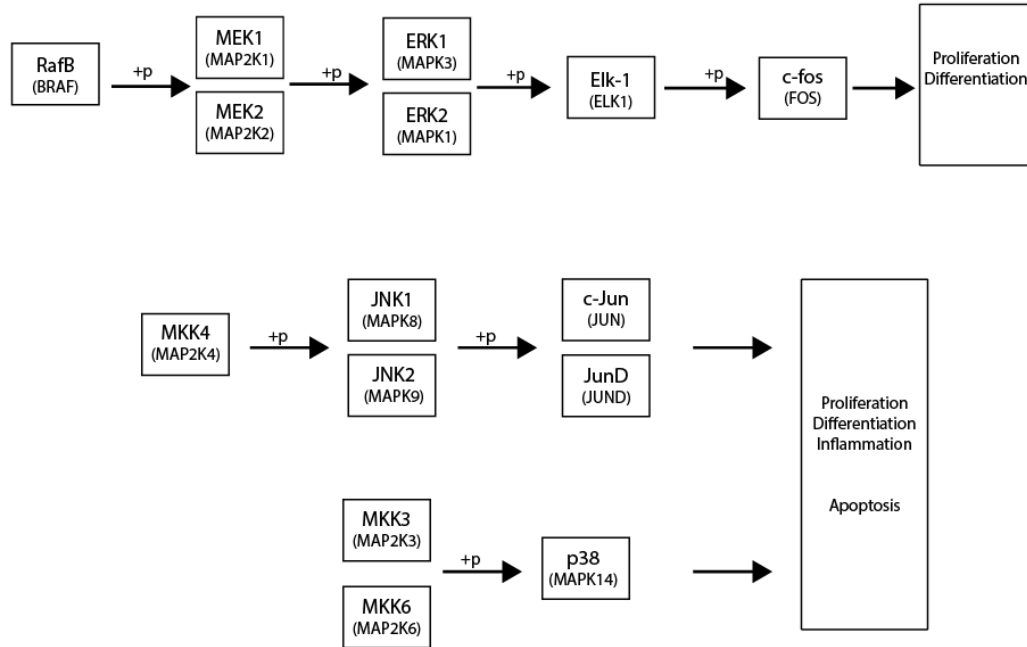 RafB
(BRAF)
+p
MEK1
(MAP2K1)
MEK2
(MAP2K2)
+p
ERK1
(MAPK3)
ERK2
(MAPK1)
+p
Elk-1
(ELK1)
+p
c-fos
(FOS)
Proliferation
Differentiation
MKK4
(MAP2K4)
+p
JNK1
(MAPK8)
JNK2
(MAPK9)
+p
c-Jun
(JUN)
JunD
(JUND)
MKK3
(MAP2K3)
MKK6
(MAP2K6)
+p
p38
(MAPK14)
Proliferation
Differentiation
Inflammation
Apoptosis